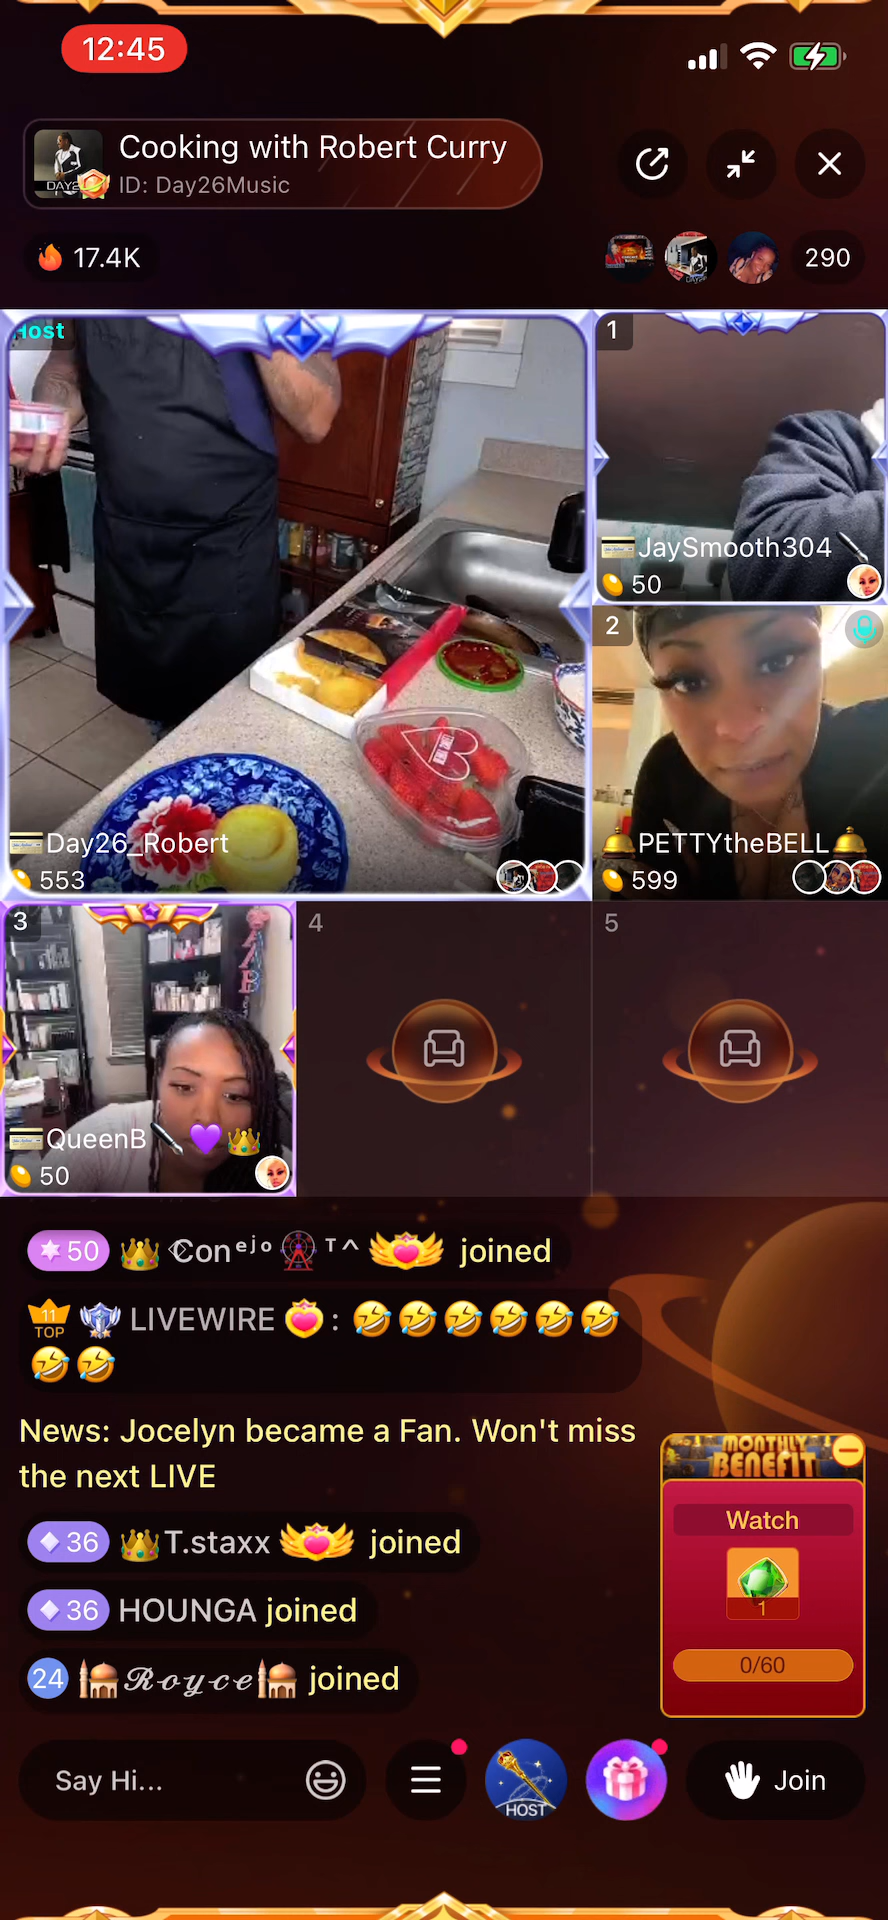 12:45
Cooking with Robert Curry
ID: Day26Music
17.4K
290
Host
1
JaySmooth304
50
2
PETTYtheBELL
599
Day26_Robert
553
3
QueenB
50
4
5
50 Conᵉʲᵒ ᵀ^ joined
11
TOP
LIVEWIRE : 🤣🤣🤣🤣🤣🤣
🤣🤣
News: Jocelyn became a Fan. Won't miss
the next LIVE
36 T.staxx joined
36 HOUNGA joined
24 𝓡𝓸𝔂𝓬𝓮 joined
MONTHLY
BENEFIT
Watch
1
0/60
Say Hi...
HOST
Join